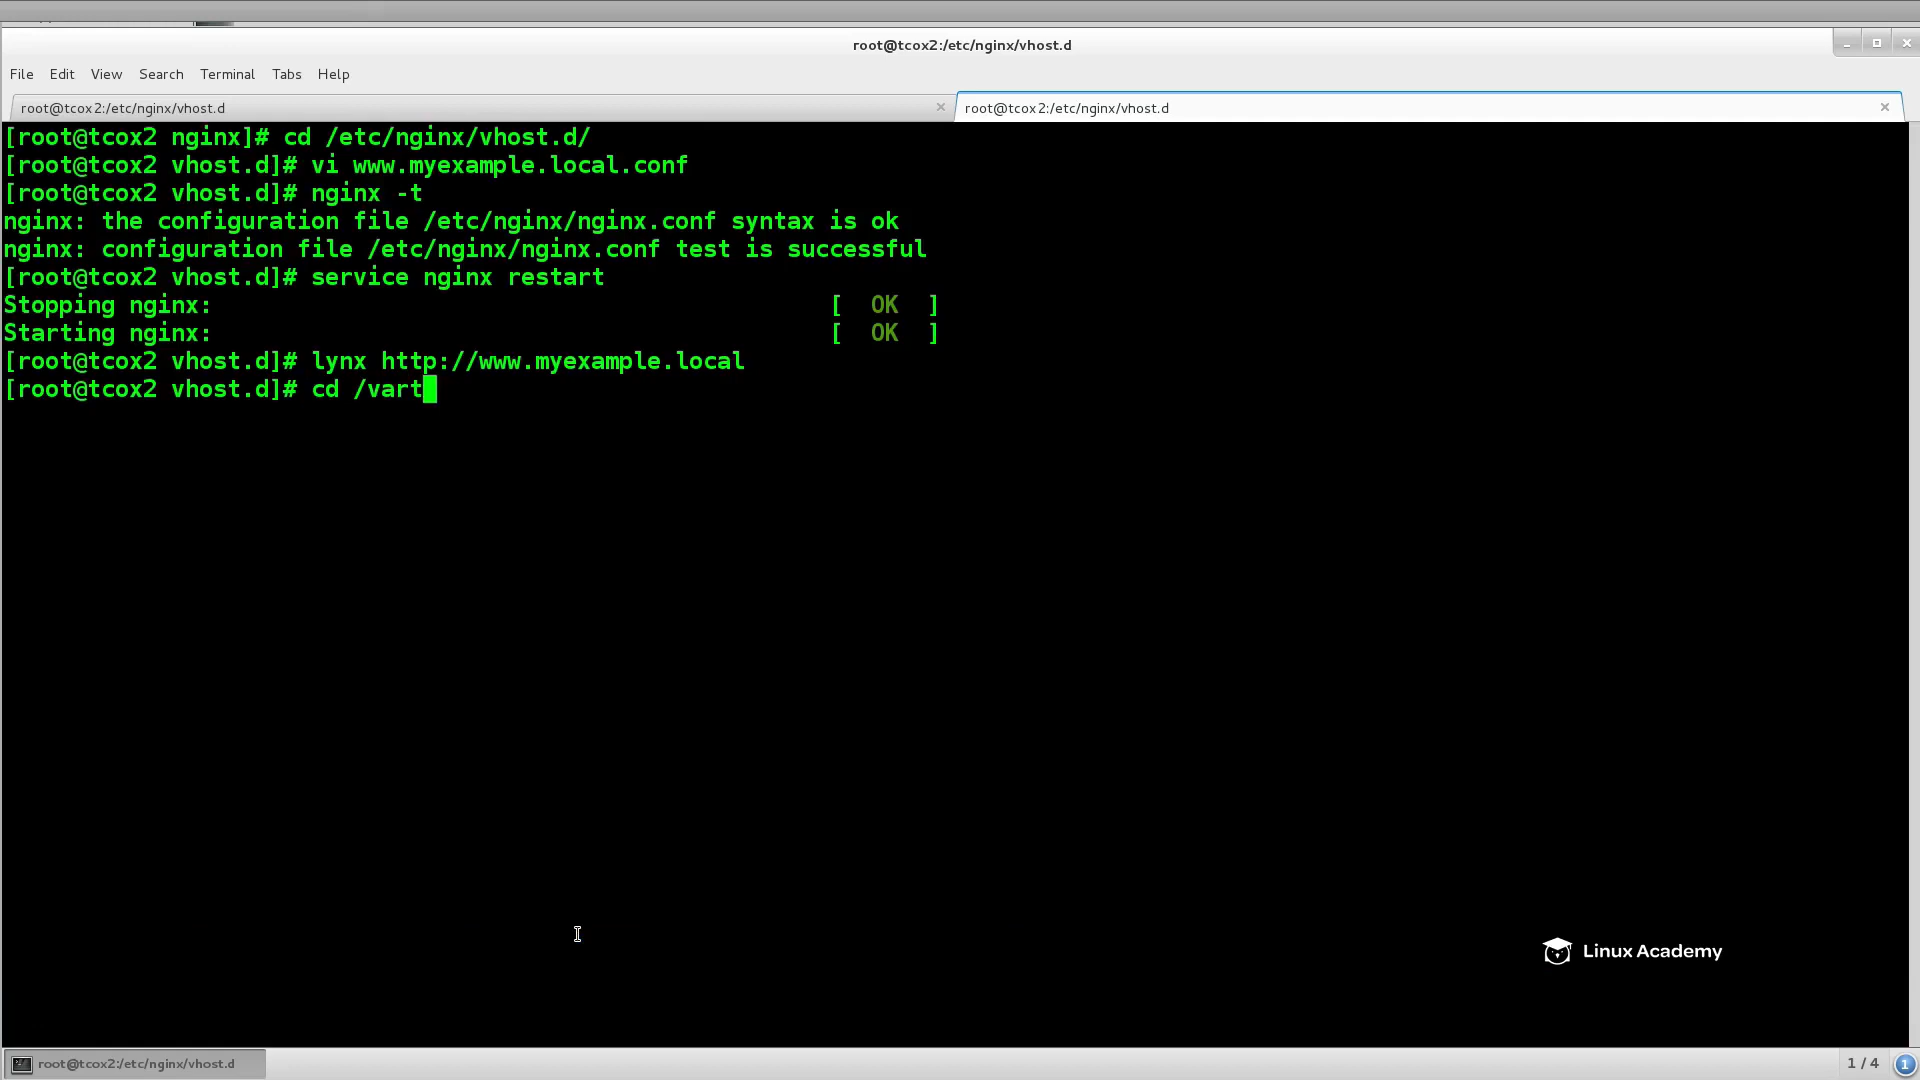 root@tcox2:/etc/nginx/vhost.d
File Edit View Search Terminal Tabs Help
root@tcox2:/etc/nginx/vhost.d root@tcox2:/etc/nginx/vhost.d
[root@tcox2 nginx]# cd /etc/nginx/vhost.d/
[root@tcox2 vhost.d]# vi www.myexample.local.conf
[root@tcox2 vhost.d]# nginx -t
nginx: the configuration file /etc/nginx/nginx.conf syntax is ok
nginx: configuration file /etc/nginx/nginx.conf test is successful
[root@tcox2 vhost.d]# service nginx restart
Stopping nginx: [ OK ]
Starting nginx: [ OK ]
[root@tcox2 vhost.d]# lynx http://www.myexample.local
[root@tcox2 vhost.d]# cd /vart
Linux Academy
root@tcox2:/etc/nginx/vhost.d 1 / 4 1